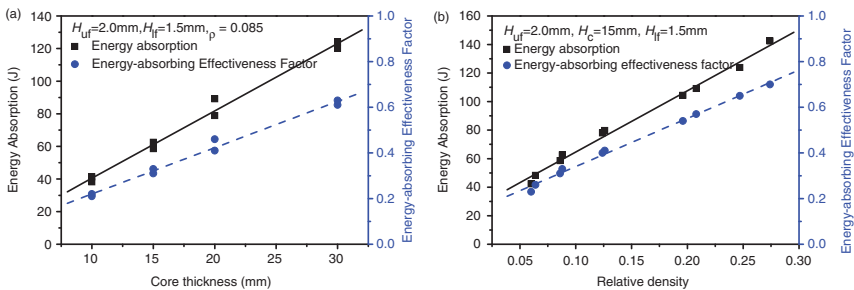 (a)
H_uf=2.0mm, H_lf=1.5mm, ρ = 0.085
Energy absorption
Energy-absorbing Effectiveness Factor
Energy Absorption (J)
140
120
100
80
60
40
20
0
10
15
20
25
30
Core thickness (mm)
1.0
0.8
0.6
0.4
0.2
0.0
Energy-absorbing Effectiveness Factor
(b)
H_uf=2.0mm, H_c=15mm, H_lf=1.5mm
Energy absorption
Energy-absorbing effectiveness factor
Energy Absorption (J)
160
140
120
100
80
60
40
20
0
0.05
0.10
0.15
0.20
0.25
0.30
Relative density
1.0
0.8
0.6
0.4
0.2
0.0
Energy-absorbing Effectiveness Factor